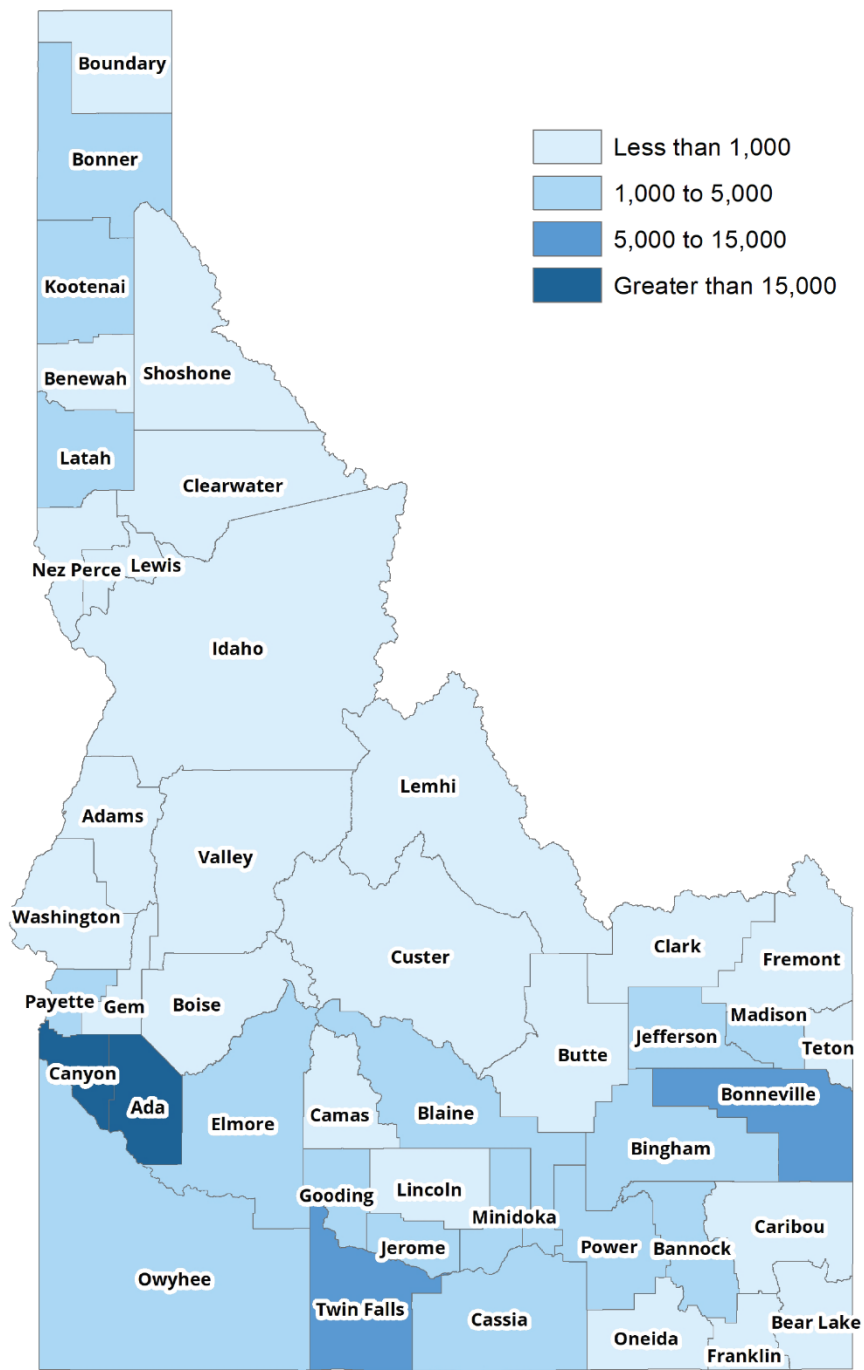 Boundary
Less than 1,000
Bonner
1,000 to 5,000
5,000 to 15,000
Kootenai
Greater than 15,000
Benewah
Shoshone
Latah
Clearwater
Nez Perce
Lewis
Idaho
Lemhi
Adams
Valley
Washington
Clark
Custer
Fremont
Payette
Gem
Boise
Madison
Jefferson
Teton
Butte
Canyon
Ada
Bonneville
Camas
Blaine
Elmore
Bingham
Gooding
Lincoln
Minidoka
Caribou
Jerome
Power
Bannock
Owyhee
Twin Falls
Cassia
Bear Lake
Oneida
Franklin